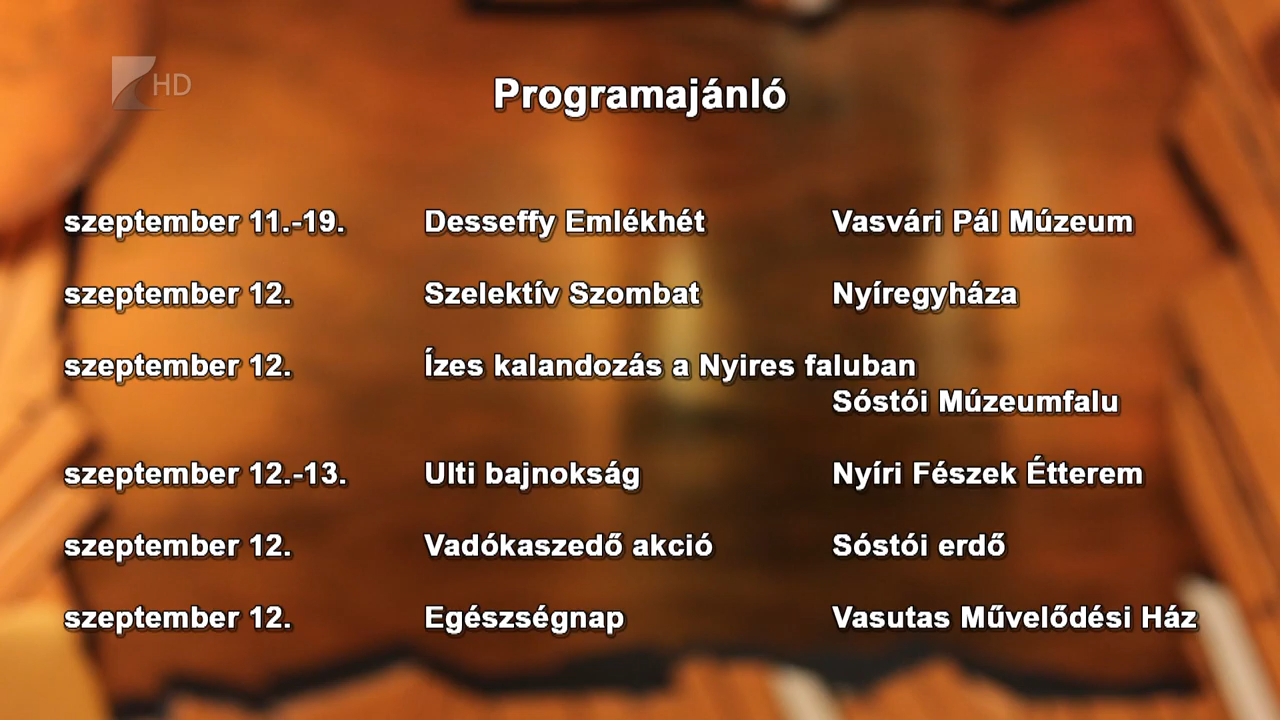 HD
Programajánló
szeptember 11.-19. Desseffy Emlékhét Vasvári Pál Múzeum
szeptember 12. Szelektív Szombat Nyíregyháza
szeptember 12. Ízes kalandozás a Nyires faluban
Sóstói Múzeumfalu
szeptember 12.-13. Ulti bajnokság Nyíri Fészek Étterem
szeptember 12. Vadókaszedő akció Sóstói erdő
szeptember 12. Egészségnap Vasutas Művelődési Ház